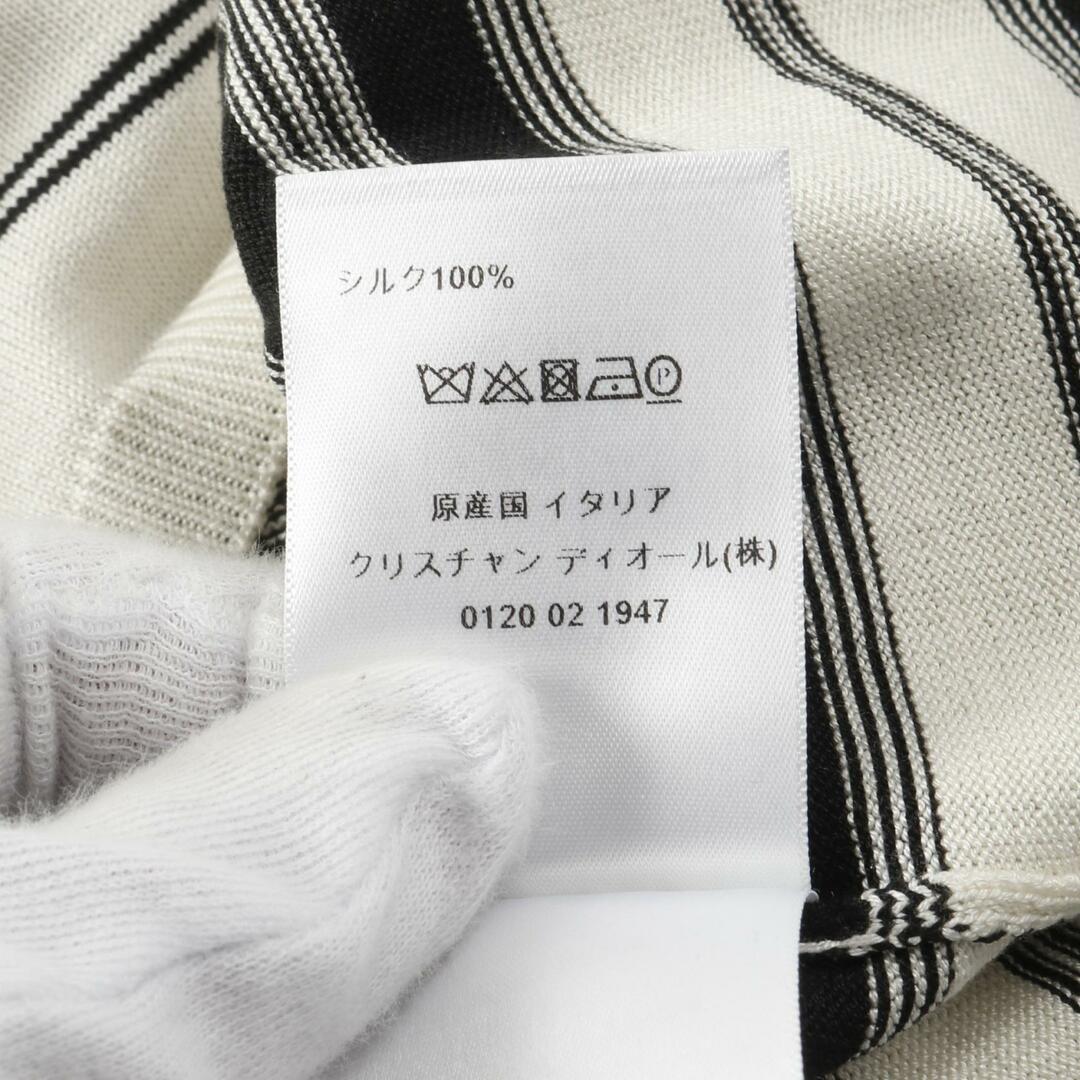 シルク100%
P
原産国 イタリア
クリスチャン ディオール(株)
0120 02 1947